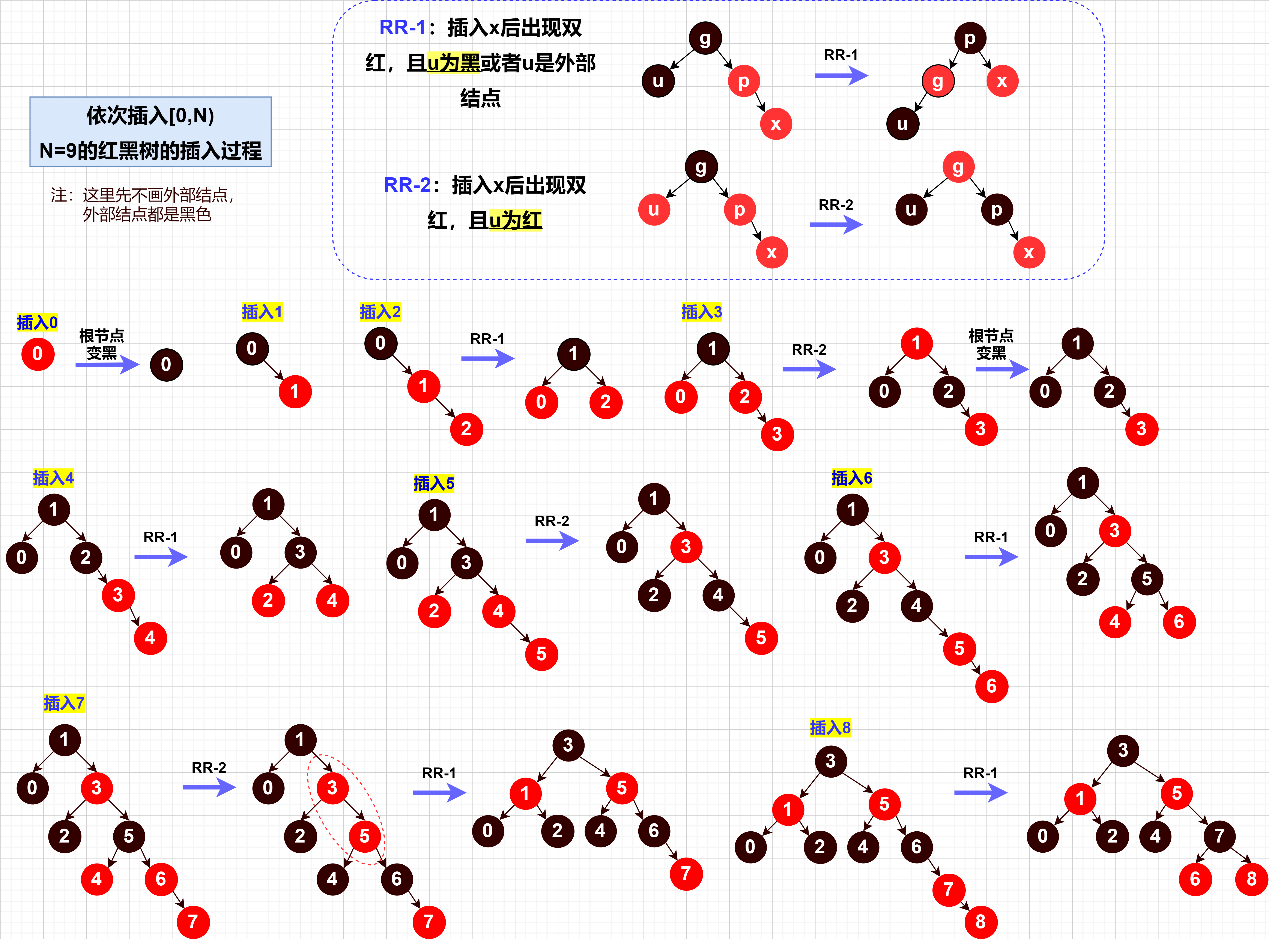 RR-1：插入x后出现双
红，且u为黑或者u是外部
结点
g
u
p
x
RR-1
p
g
x
u
依次插入[0,N)
N=9的红黑树的插入过程
注：这里先不画外部结点，
外部结点都是黑色
RR-2：插入x后出现双
红，且u为红
g
u
p
x
RR-2
g
u
p
x
插入0
0
根节点
变黑
0
插入1
0
1
插入2
0
1
2
RR-1
1
0
2
插入3
1
0
2
3
RR-2
1
0
2
3
根节点
变黑
1
0
2
3
插入4
1
0
2
3
4
RR-1
1
0
3
2
4
插入5
1
0
3
2
4
5
RR-2
1
0
3
2
4
5
插入6
1
0
3
2
4
5
6
RR-1
1
0
3
2
5
4
6
插入7
1
0
3
2
5
4
6
7
RR-2
1
0
3
2
5
4
6
7
RR-1
3
1
5
0
2
4
6
7
插入8
3
1
5
0
2
4
6
7
8
RR-1
3
1
5
0
2
4
7
6
8